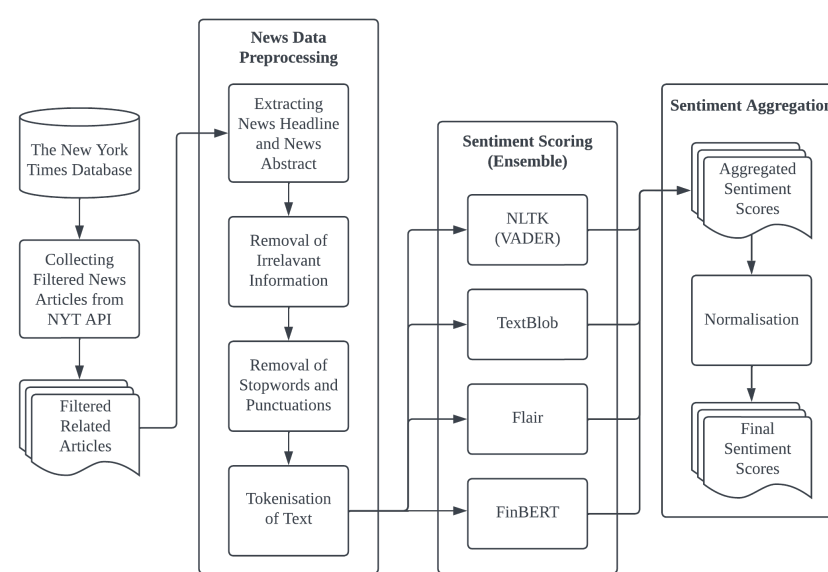 The New York
Times Database
Collecting
Filtered News
Articles from
NYT API
Filtered
Related
Articles
News Data
Preprocessing
Extracting
News Headline
and News
Abstract
Removal of
Irrelavant
Information
Removal of
Stopwords and
Punctuations
Tokenisation
of Text
Sentiment Scoring
(Ensemble)
NLTK
(VADER)
TextBlob
Flair
FinBERT
Sentiment Aggregation
Aggregated
Sentiment
Scores
Normalisation
Final
Sentiment
Scores